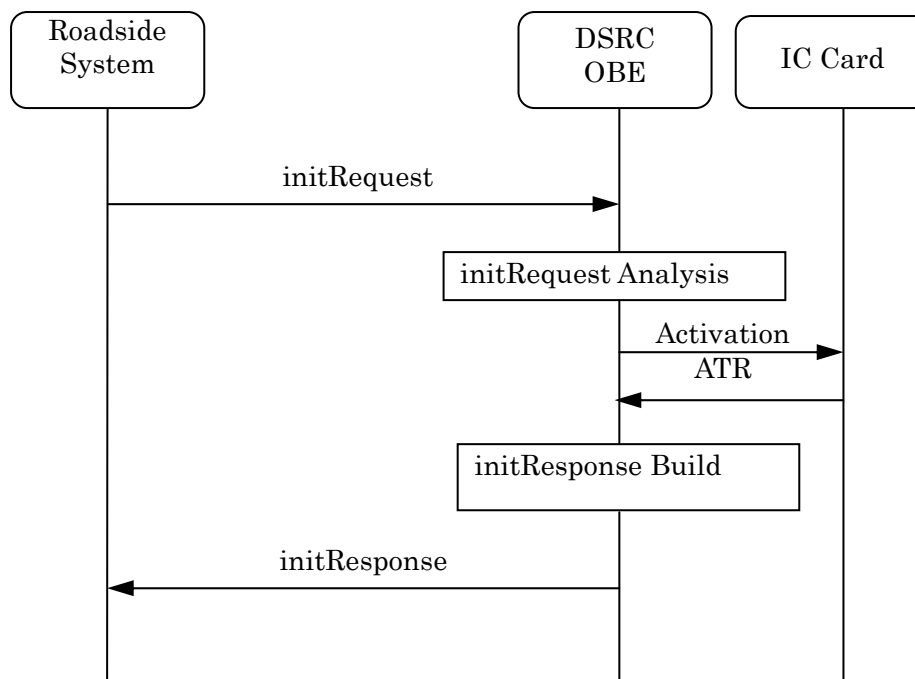 Roadside
System
DSRC
OBE
IC Card
initRequest
initRequest Analysis
Activation
ATR
initResponse Build
initResponse